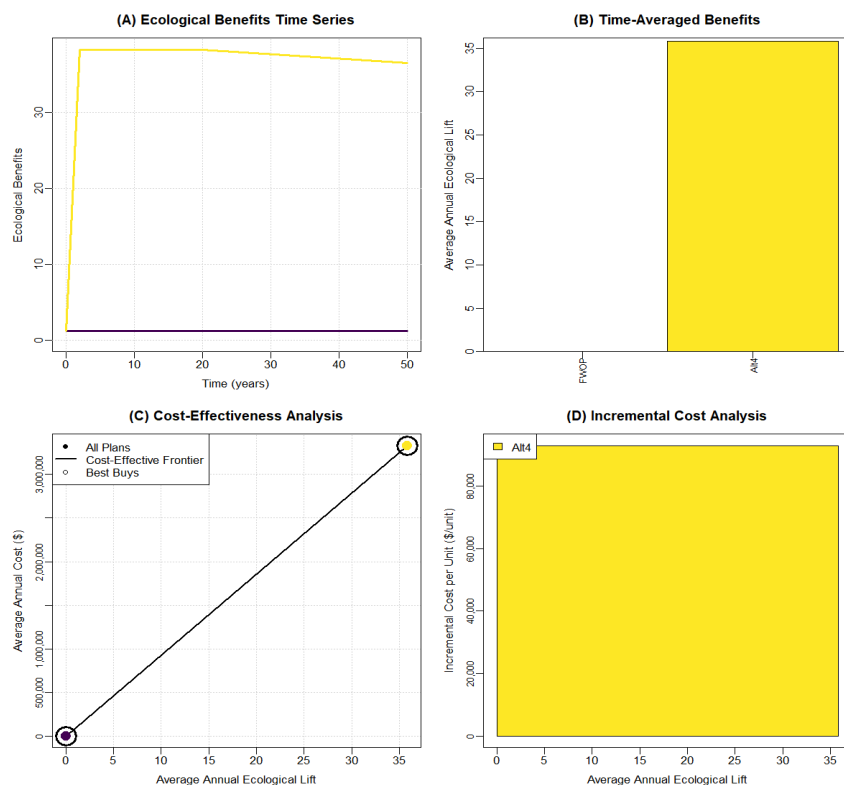 (A) Ecological Benefits Time Series
Ecological Benefits
0
10
20
30
0 10 20 30 40 50
Time (years)
(B) Time-Averaged Benefits
Average Annual Ecological Lift
0
5
10
15
20
25
30
35
FWOP
Alt4
(C) Cost-Effectiveness Analysis
All Plans
Cost-Effective Frontier
Best Buys
Average Annual Cost ($)
0
500,000
1,000,000
2,000,000
3,000,000
0 5 10 15 20 25 30 35
Average Annual Ecological Lift
(D) Incremental Cost Analysis
Alt4
Incremental Cost per Unit ($/unit)
0
20,000
40,000
60,000
80,000
0 5 10 15 20 25 30 35
Average Annual Ecological Lift